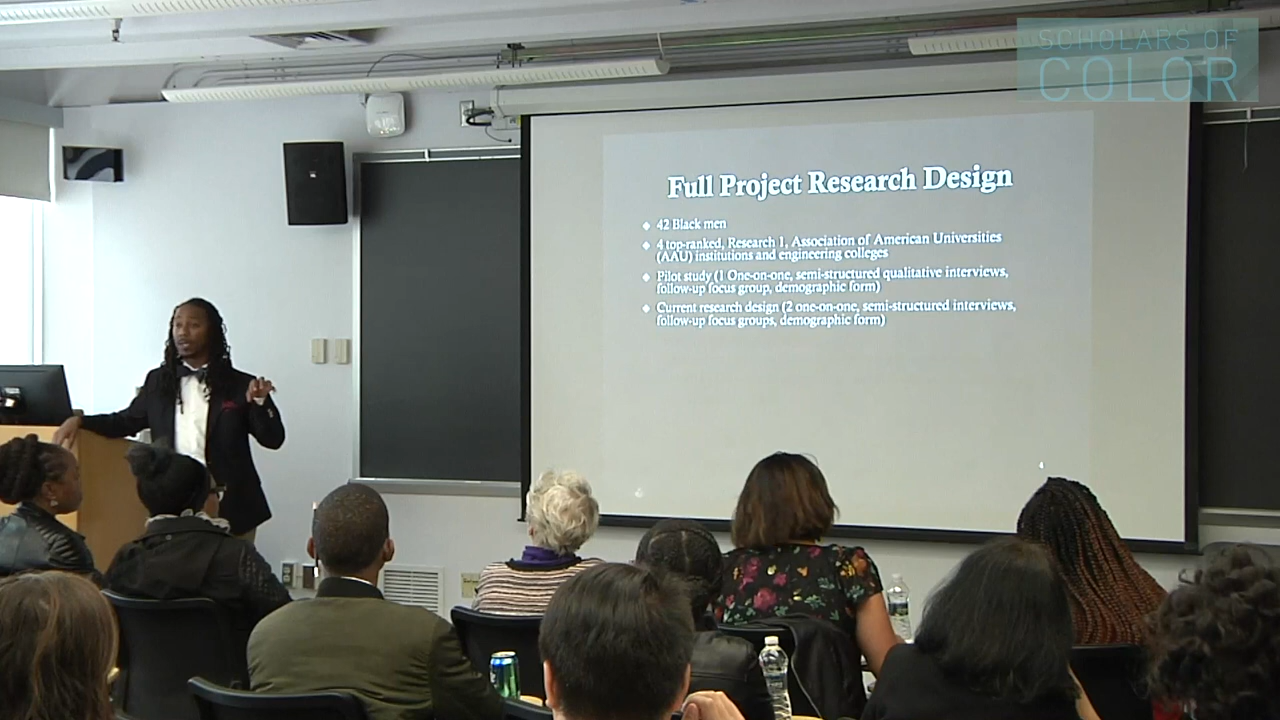 SCHOLARS OF
COLOR
Full Project Research Design
42 Black men
4 top-ranked, Research 1, Association of American Universities
(AAU) institutions and engineering colleges
Pilot study (1 One-on-one, semi-structured qualitative interviews,
follow-up focus group, demographic form)
Current research design (2 one-on-one, semi-structured interviews,
follow-up focus groups, demographic form)